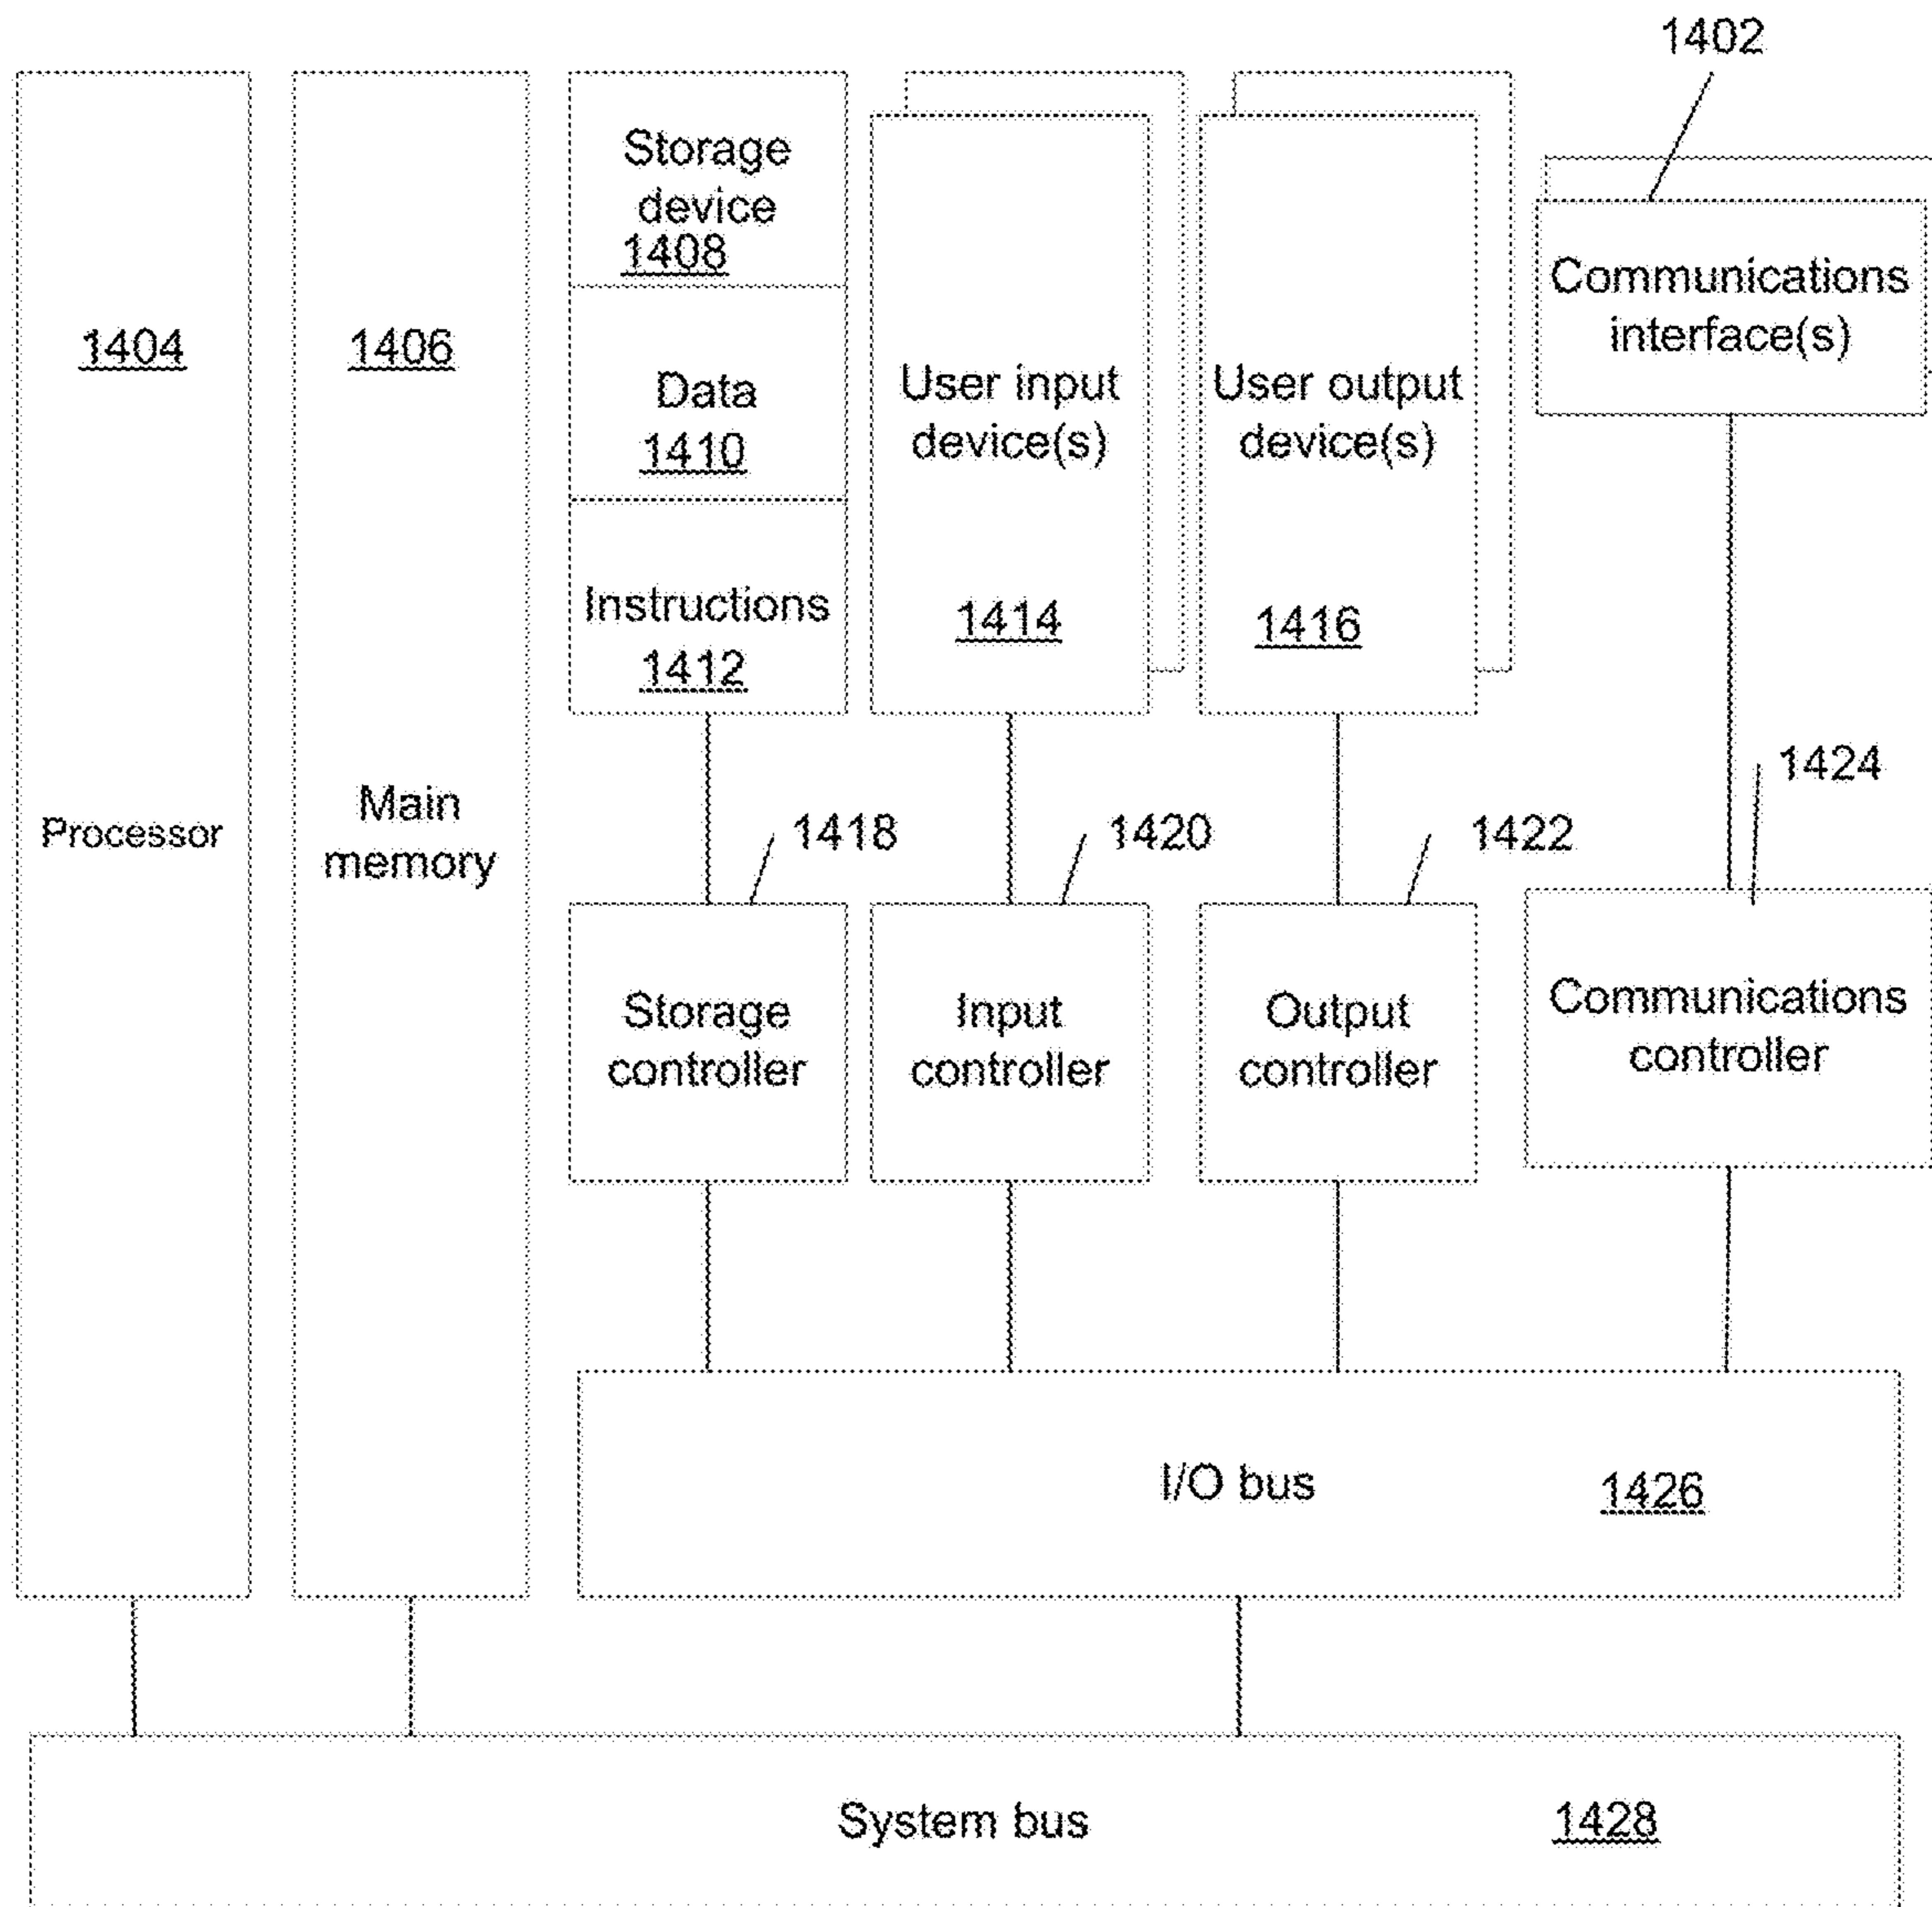 1402
Storage
device
1408
Communications
interface(s)
1404
1406
Data
1410
User input
device(s)
User output
device(s)
Instructions
1412
1414
1416
Processor
Main
memory
1418
1420
1422
1424
Storage
controller
Input
controller
Output
controller
Communications
controller
I/O bus
1426
System bus
1428